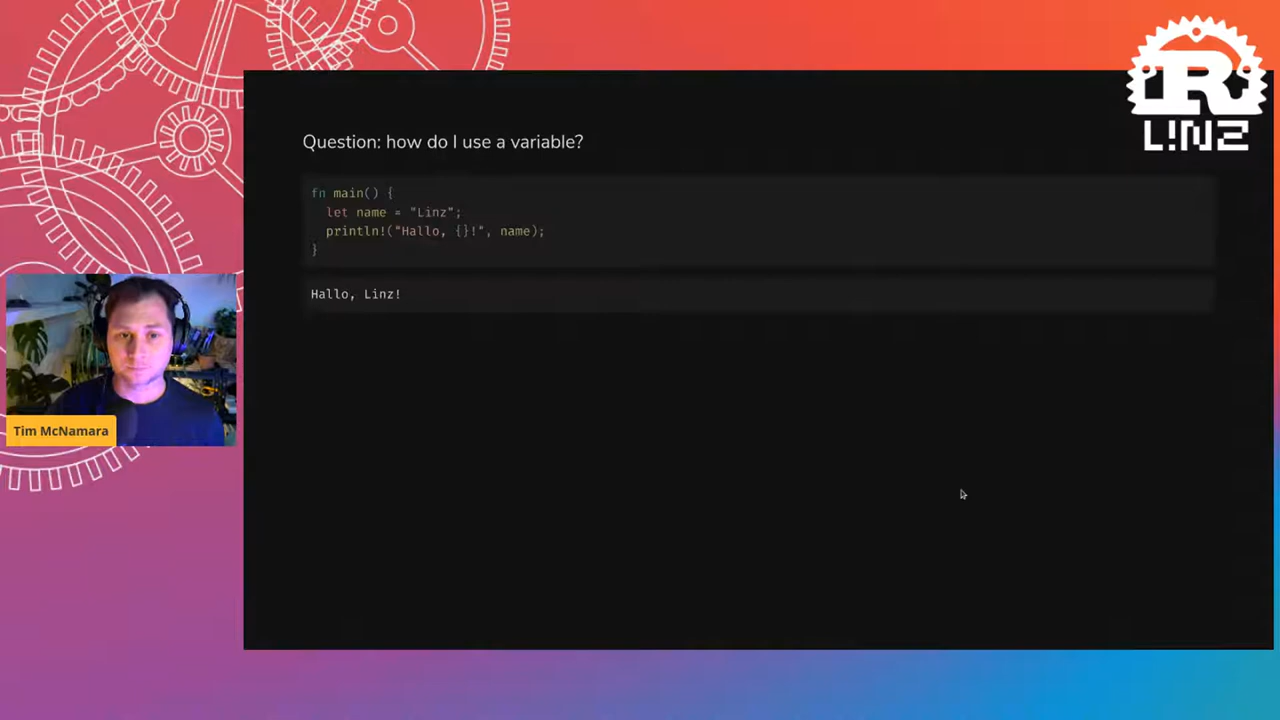 R
L!NZ
Question: how do I use a variable?
fn main() {
  let name = "Linz";
  println!("Hallo, {}!", name);
}
Hallo, Linz!
Tim McNamara